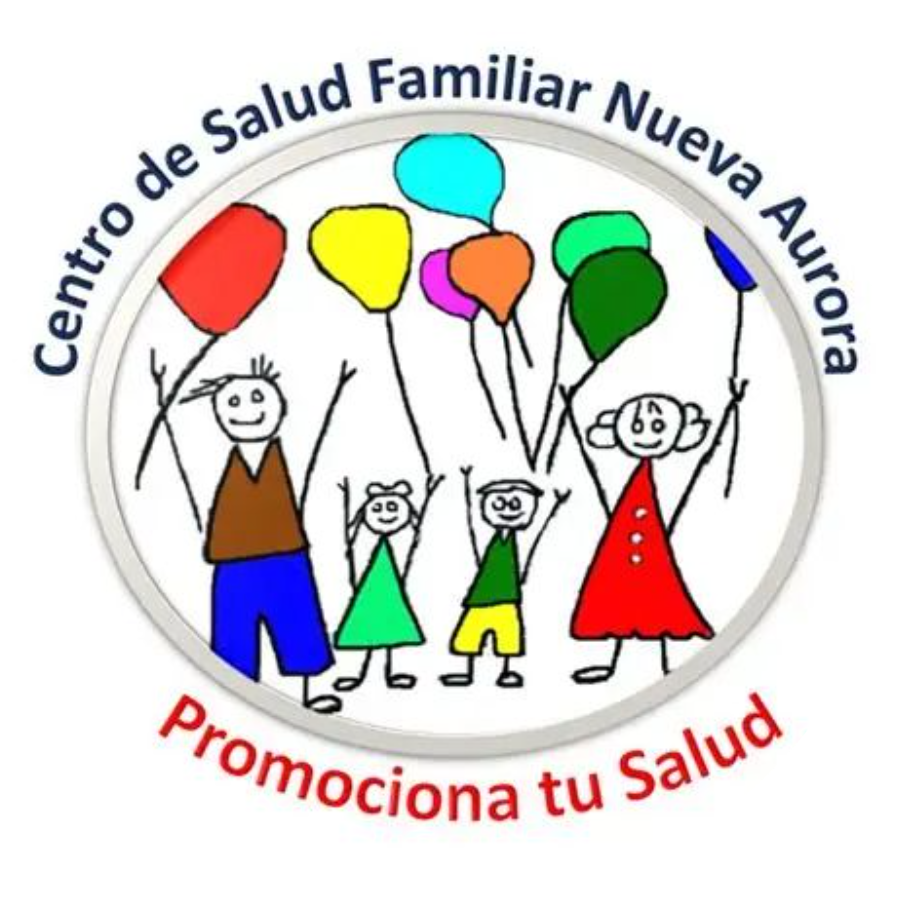 Centro de Salud Familiar Nueva Aurora
Promociona tu Salud